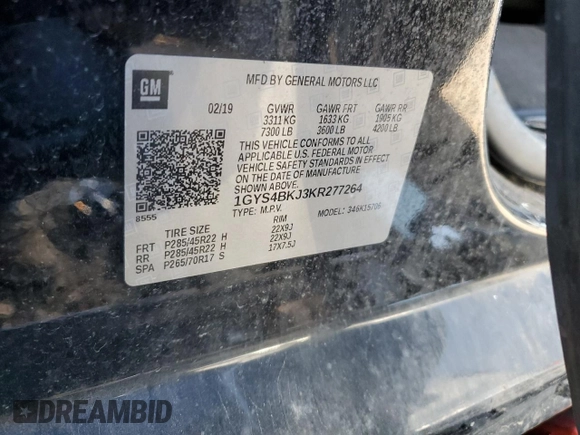 GM
MFD BY GENERAL MOTORS LLC
02/19 GVWR GAWR FRT GAWR RR
3311 KG 1633 KG 1905 KG
7300 LB 3600 LB 4200 LB
THIS VEHICLE CONFORMS TO ALL
APPLICABLE U.S. FEDERAL MOTOR
VEHICLE SAFETY STANDARDS IN EFFECT
ON THE DATE OF MANUFACTURE
SHOWN ABOVE.
8555
1GYS4BKJ3KR277264
TYPE: M.P.V. MODEL: 346K15706
TIRE SIZE RIM
FRT P285/45R22 H 22X9J
RR P285/45R22 H 22X9J
SPA P265/70R17 S 17X7.5J
DREAMBID